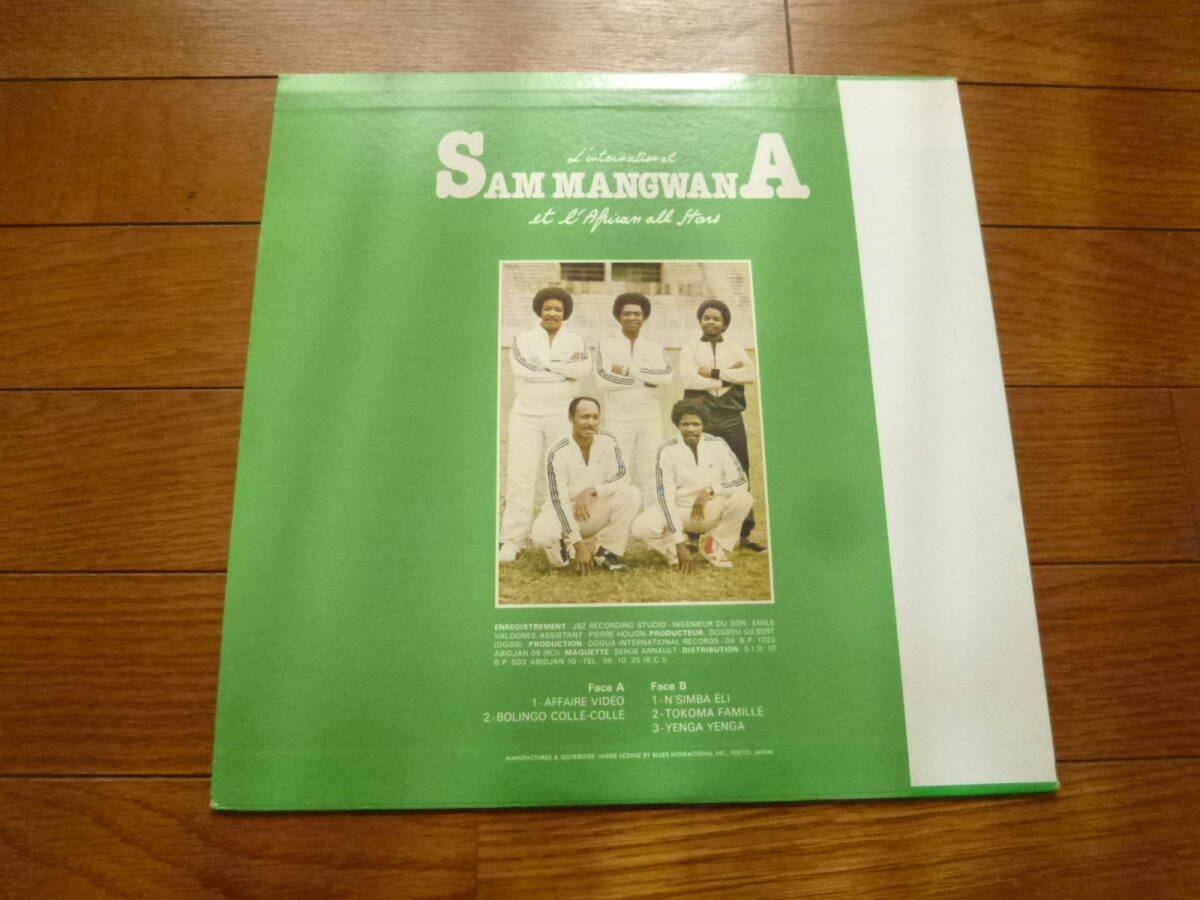 L'international
SAM MANGWANA
et l'African all Stars
ENREGISTREMENT · JBZ RECORDING STUDIO · INGENIEUR DU SON · EMILE
VALOGNES · ASSISTANT · PIERRE HOUON · PRODUCTEUR · DOSSOU GILBERT
(DGIBS) PRODUCTION · OGOUA INTERNATIONAL RECORDS · 09 B.P. 1022
ABIDJAN 09 (RCI) · MAQUETTE · SERGE ARNAULT · DISTRIBUTION · S.I.D. 10
B.P. 503 ABIDJAN 10 - TEL. 36 10 25 (R C I)
Face A
1-AFFAIRE VIDÉO
2-BOLINGO COLLÉ-COLLÉ
Face B
1-N'SIMBA ÉLI
2-TOKOMA FAMILLE
3-YENGA YENGA
MANUFACTURED & DISTRIBUTED UNDER LICENSE BY BLUES INTERACTIONS, INC., TOKYO, JAPAN.